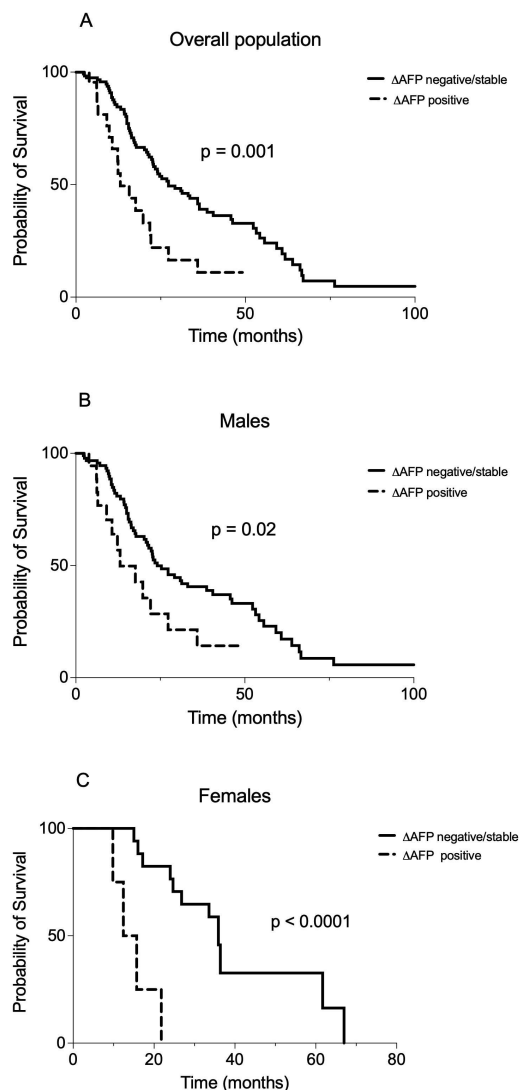 A
Overall population
ΔAFP negative/stable
ΔAFP positive
p = 0.001
Probability of Survival
100
50
0
0 50 100
Time (months)
B
Males
ΔAFP negative/stable
ΔAFP positive
p = 0.02
Probability of Survival
100
50
0
0 50 100
Time (months)
C
Females
ΔAFP negative/stable
ΔAFP positive
p < 0.0001
Probability of Survival
100
50
0
0 20 40 60 80
Time (months)